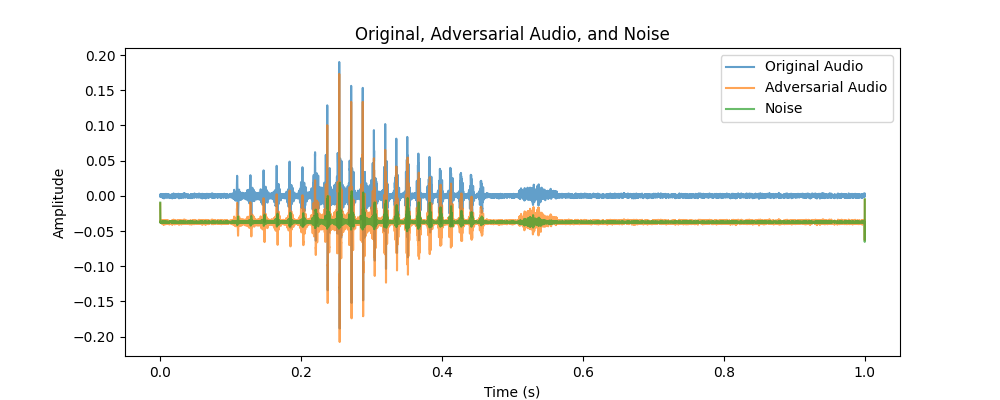 Original, Adversarial Audio, and Noise
Original Audio
Adversarial Audio
Noise
Amplitude
0.20
0.15
0.10
0.05
0.00
−0.05
−0.10
−0.15
−0.20
0.0 0.2 0.4 0.6 0.8 1.0
Time (s)